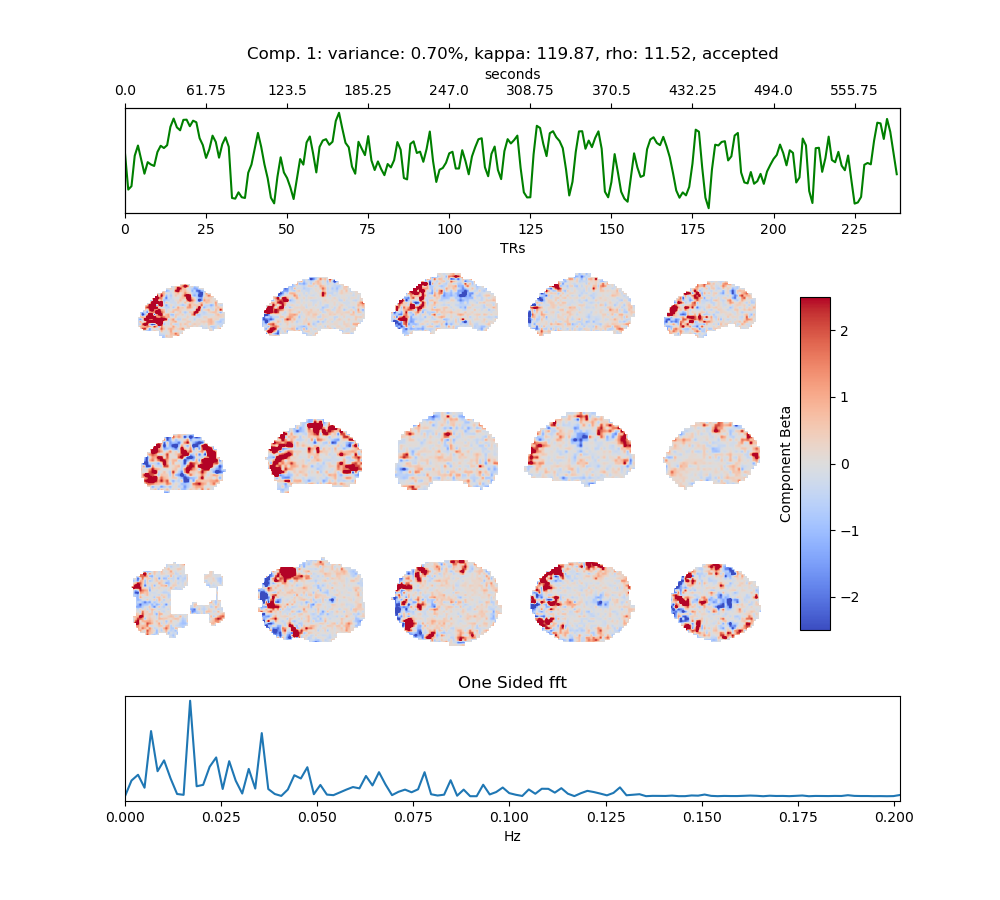 Comp. 1: variance: 0.70%, kappa: 119.87, rho: 11.52, accepted
seconds
0.0 61.75 123.5 185.25 247.0 308.75 370.5 432.25 494.0 555.75
0 25 50 75 100 125 150 175 200 225
TRs
2
1
0
−1
−2
Component Beta
One Sided fft
0.000 0.025 0.050 0.075 0.100 0.125 0.150 0.175 0.200
Hz